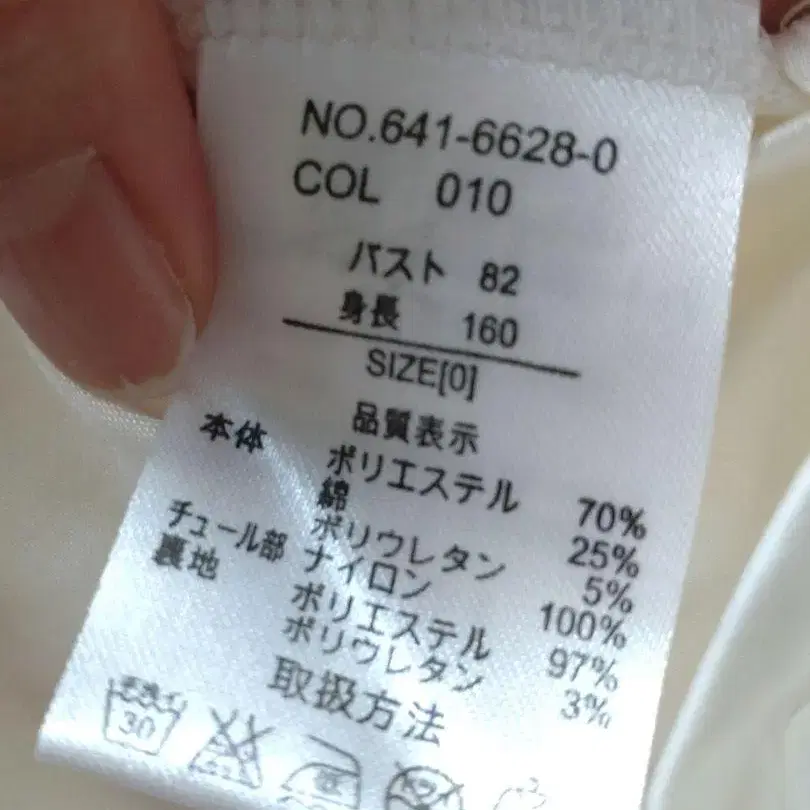 NO.641-6628-0
COL 010
バスト 82
身長 160
SIZE[0]
品質表示
本体 ポリエステル 70%
綿 25%
ポリウレタン 5%
チュール部 ナイロン 100%
裏地 ポリエステル 97%
ポリウレタン 3%
取扱方法
30